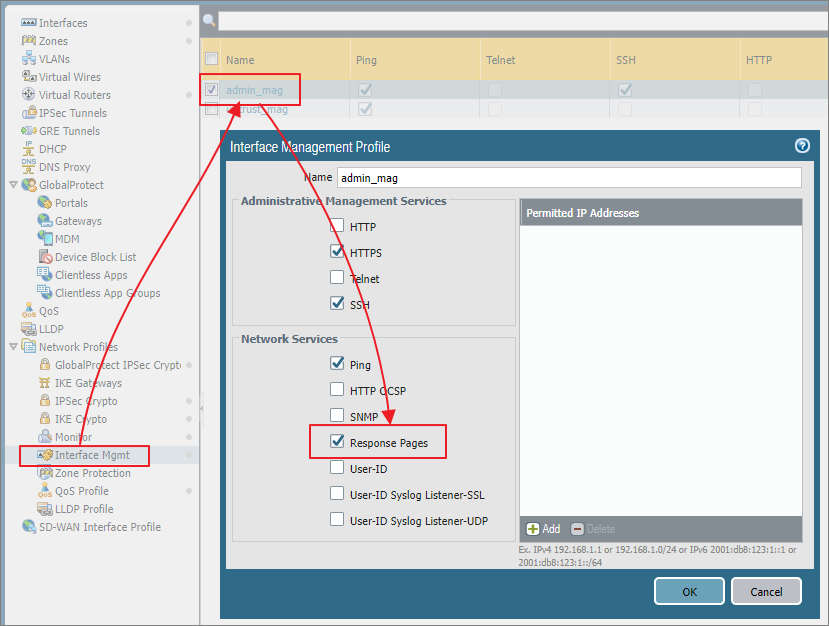 Interfaces
Zones
VLANs
Virtual Wires
Virtual Routers
IPSec Tunnels
GRE Tunnels
DHCP
DNS Proxy
GlobalProtect
Portals
Gateways
MDM
Device Block List
Clientless Apps
Clientless App Groups
QoS
LLDP
Network Profiles
GlobalProtect IPSec Crypto
IKE Gateways
IPSec Crypto
IKE Crypto
Monitor
Interface Mgmt
Zone Protection
QoS Profile
LLDP Profile
SD-WAN Interface Profile
Name Ping Telnet SSH HTTP
admin_mag
untrust_mag
Interface Management Profile
Name admin_mag
Administrative Management Services
HTTP
HTTPS
Telnet
SSH
Network Services
Ping
HTTP OCSP
SNMP
Response Pages
User-ID
User-ID Syslog Listener-SSL
User-ID Syslog Listener-UDP
Permitted IP Addresses
Add Delete
Ex. IPv4 192.168.1.1 or 192.168.1.0/24 or IPv6 2001:db8:123:1::1 or
2001:db8:123:1::/64
OK Cancel